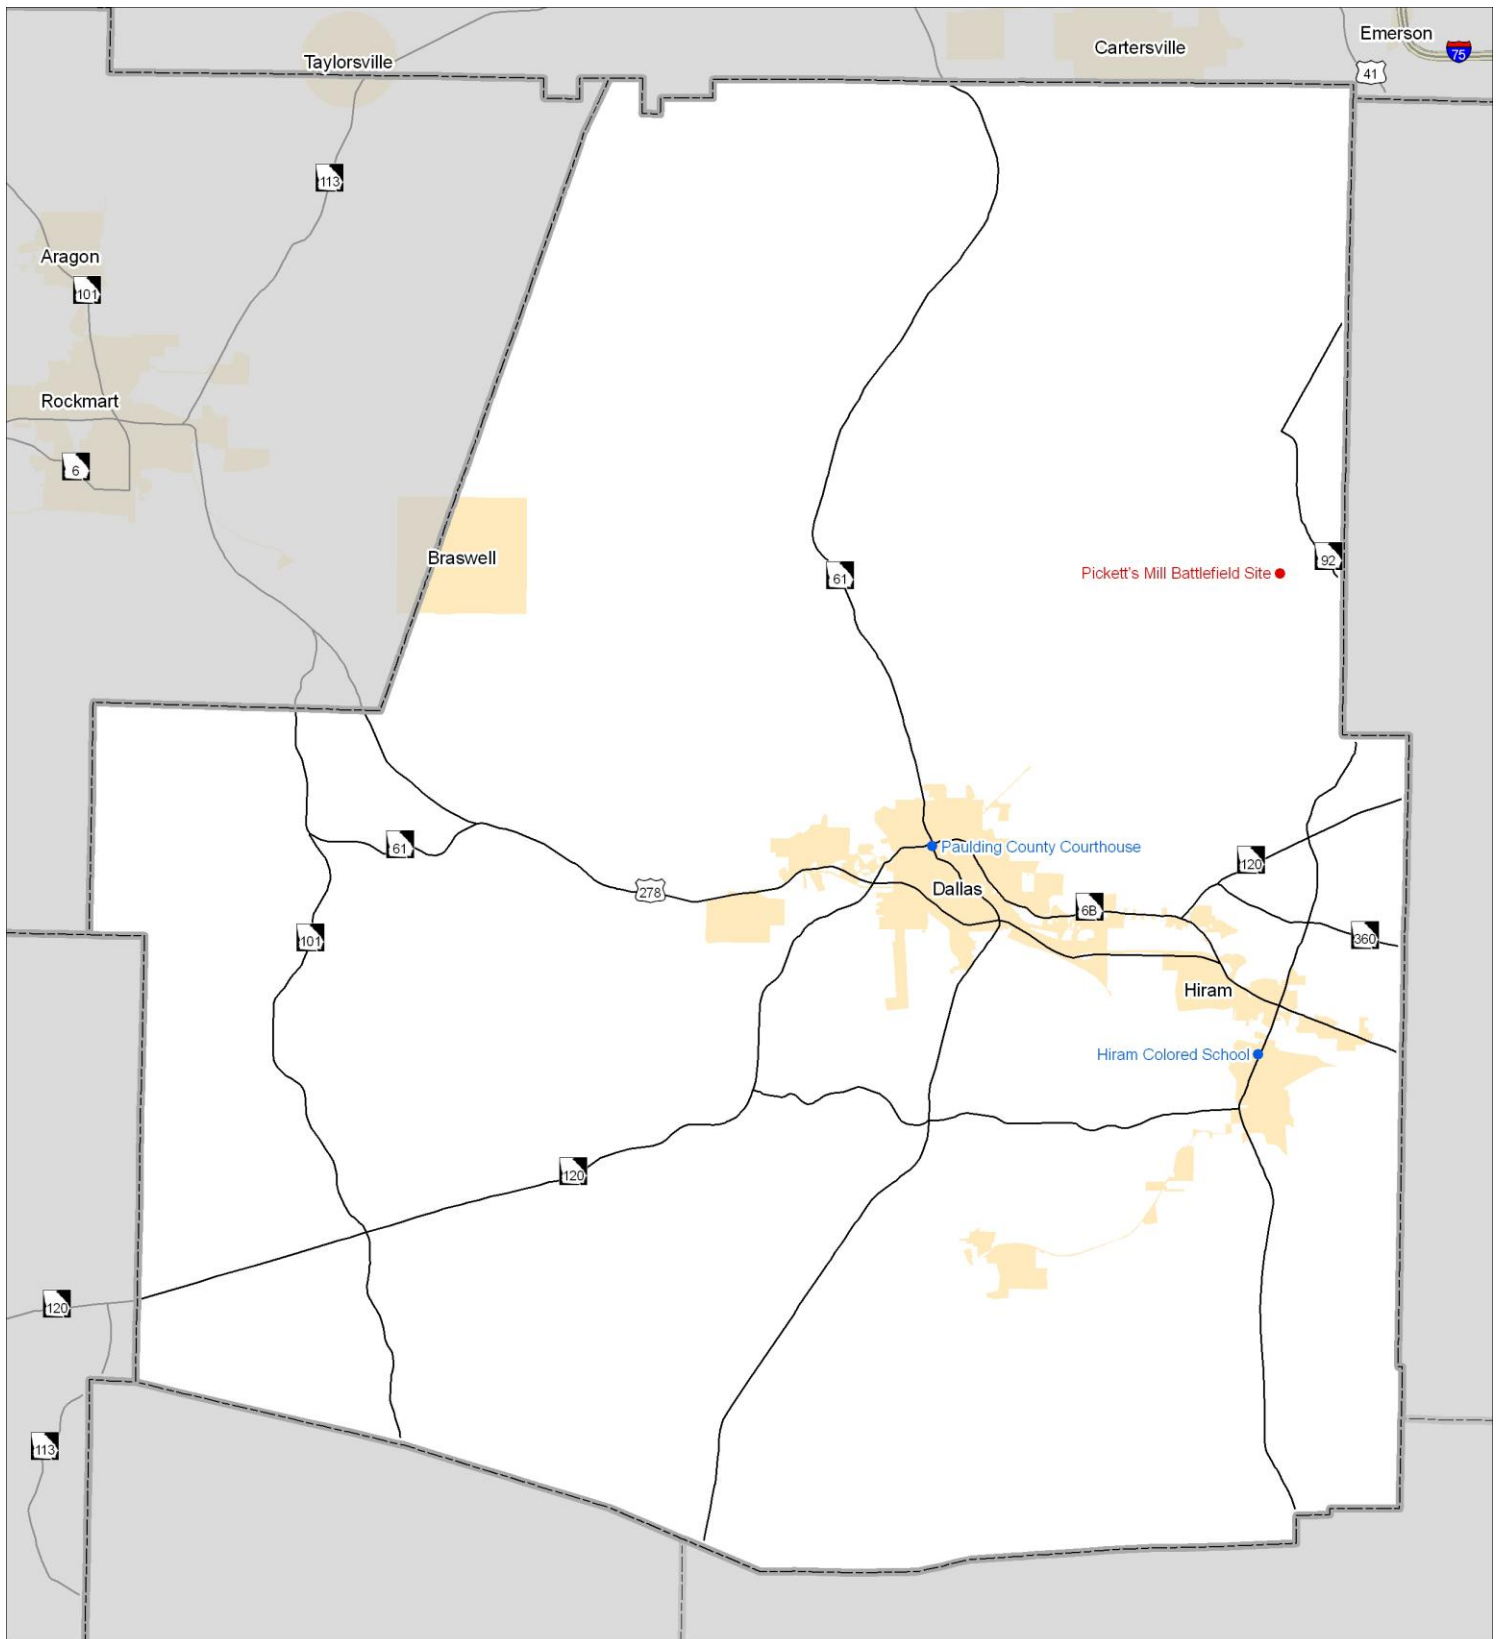 Emerson
Cartersville
75
Taylorsville
41
113
Aragon
101
Rockmart
6
Braswell
92
61
Pickett's Mill Battlefield Site
61
Paulding County Courthouse
120
Dallas
278
6B
101
360
Hiram
Hiram Colored School
120
120
113